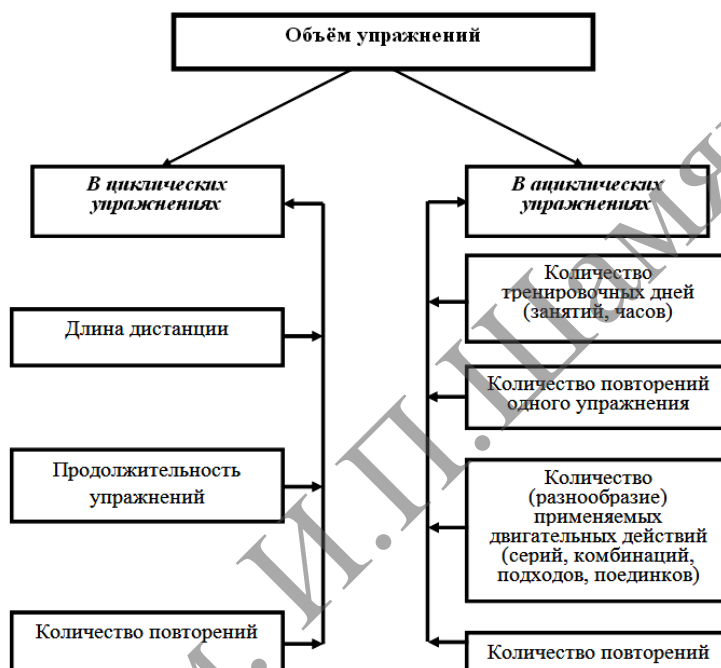 Объём упражнений
В циклических
упражнениях
В ациклических
упражнениях
Длина дистанции
Продолжительность
упражнений
Количество повторений
Количество
тренировочных дней
(занятий, часов)
Количество повторений
одного упражнения
Количество
(разнообразие)
применяемых
двигательных действий
(серий, комбинаций,
подходов, поединков)
Количество повторений
И.П.Шамя